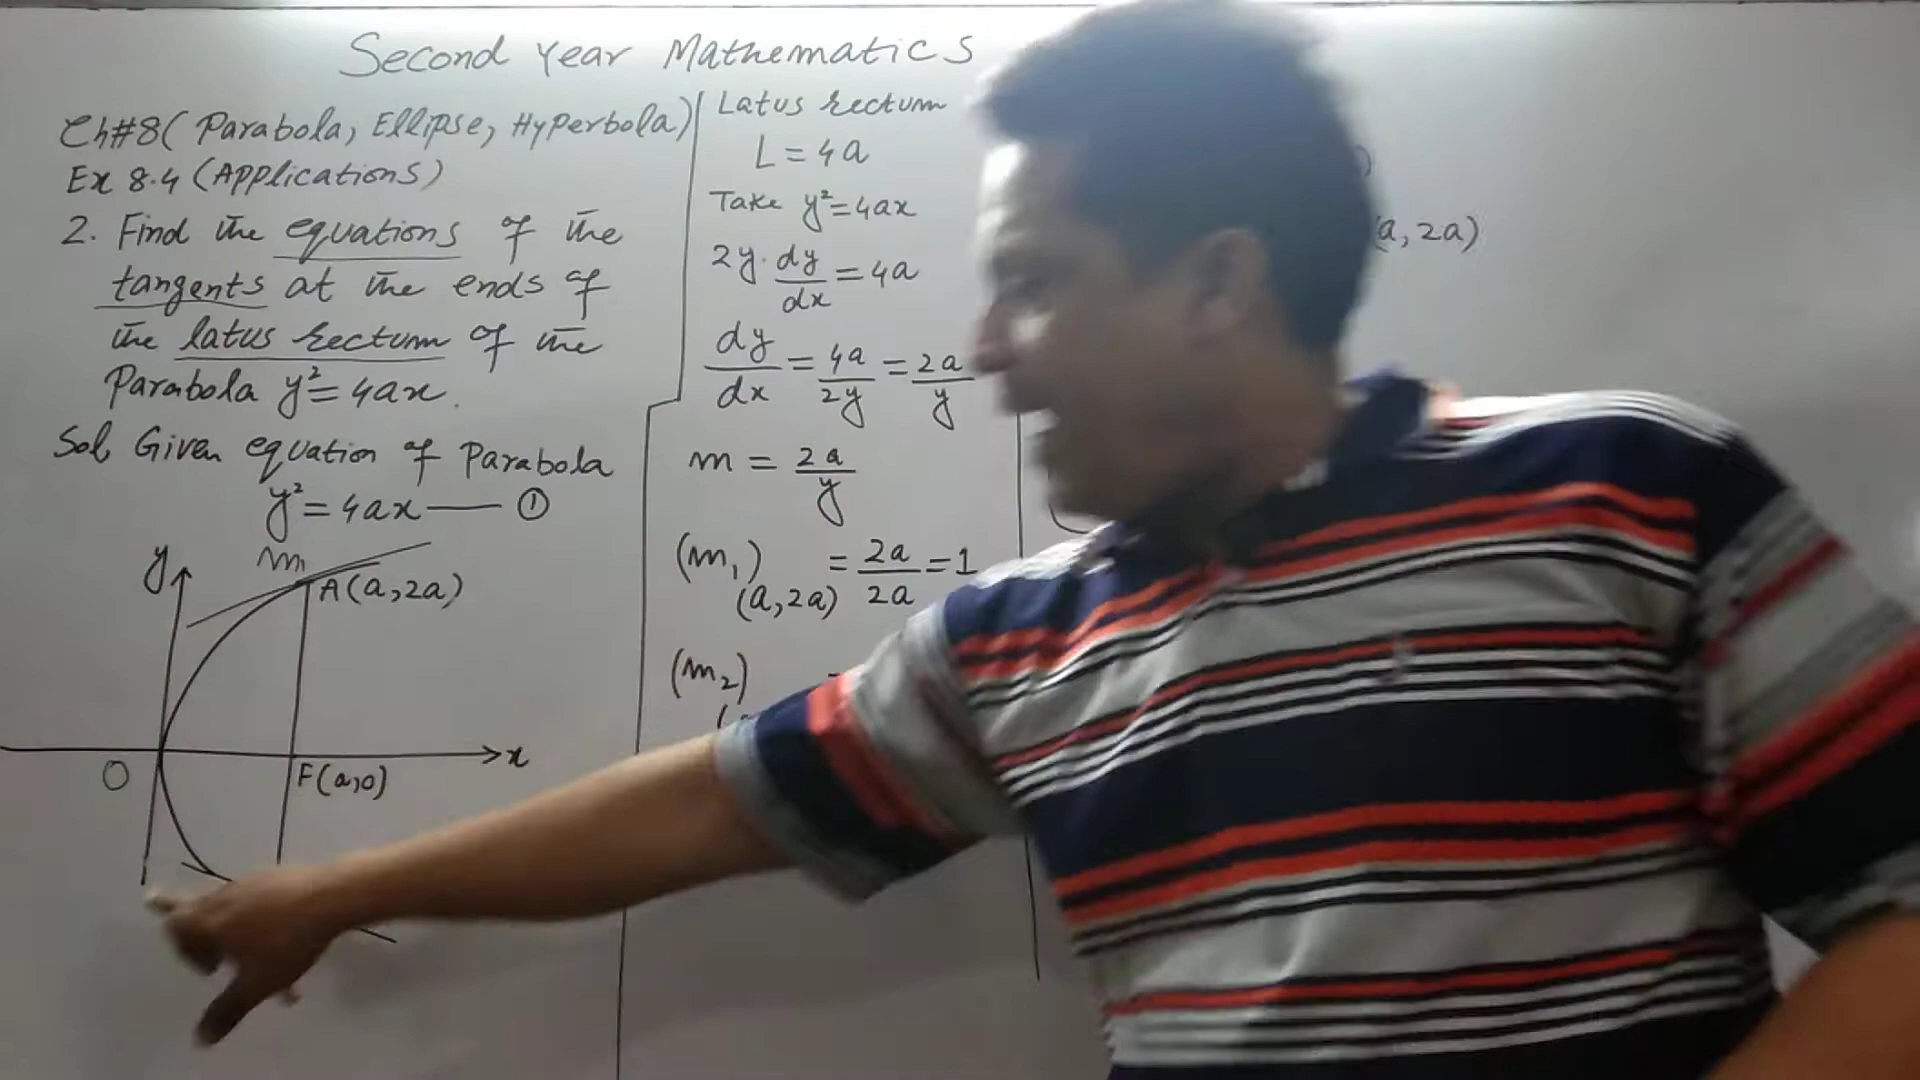 Second Year Mathematics
Ch#8(Parabola, Ellipse, Hyperbola)
Ex 8.4 (Applications)
2. Find the equations of the
tangents at the ends of
the latus rectum of the
Parabola y²=4ax.
Sol Given equation of Parabola
y²=4ax — ①
y
m₁
A(a,2a)
O
F(a,0)
x
Latus rectum
L=4a
Take y²=4ax
2y.dy/dx=4a
dy/dx=4a/2y=2a/y
m=2a/y
(m₁)(a,2a)=2a/2a=1
(m₂)
(a,2a)